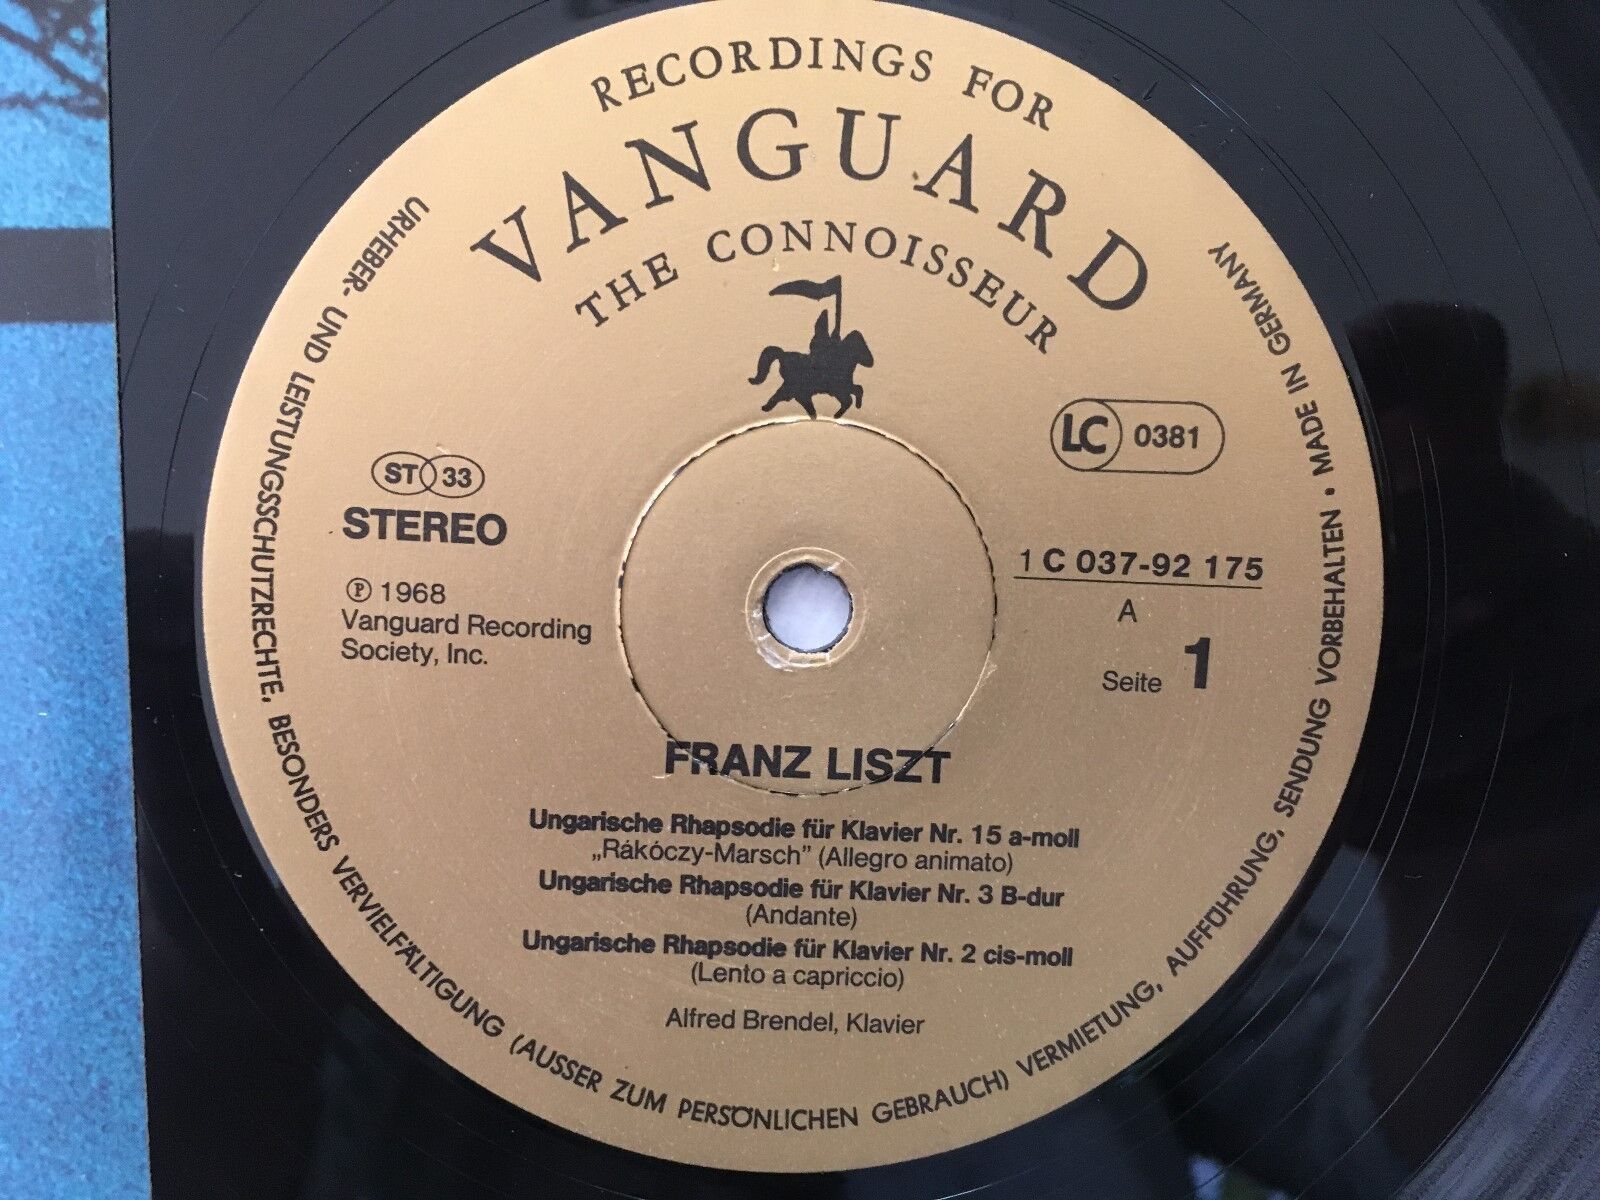 RECORDINGS FOR
VANGUARD
THE CONNOISSEUR
ST 33
STEREO
LC 0381
℗ 1968
Vanguard Recording
Society, Inc.
1 C 037-92 175
A
Seite 1
FRANZ LISZT
Ungarische Rhapsodie für Klavier Nr. 15 a-moll
„Rákóczy-Marsch” (Allegro animato)
Ungarische Rhapsodie für Klavier Nr. 3 B-dur
(Andante)
Ungarische Rhapsodie für Klavier Nr. 2 cis-moll
(Lento a capriccio)
Alfred Brendel, Klavier
URHEBER- UND LEISTUNGSSCHUTZRECHTE, BESONDERS VERVIELFÄLTIGUNG (AUSSER ZUM PERSÖNLICHEN GEBRAUCH) VERMIETUNG, AUFFÜHRUNG, SENDUNG VORBEHALTEN • MADE IN GERMANY